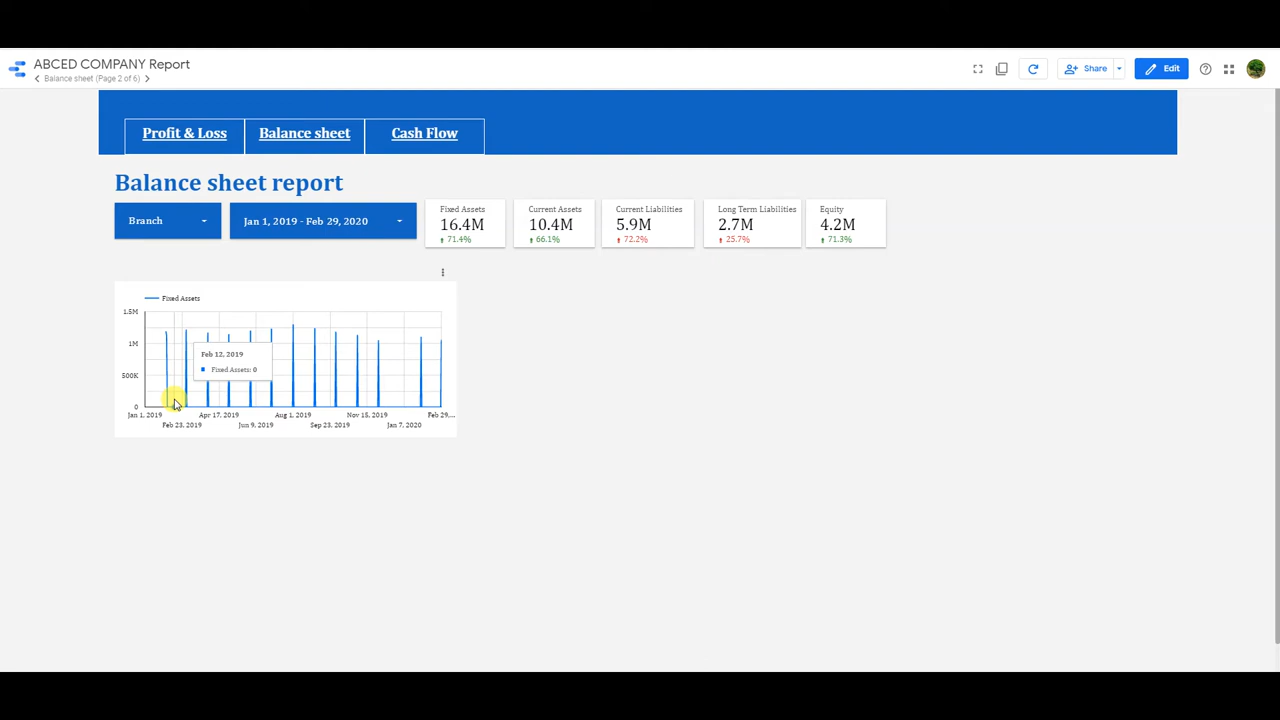 ABCED COMPANY Report
Balance sheet (Page 2 of 6)
Share
Edit
Profit & Loss
Balance sheet
Cash Flow
Balance sheet report
Branch
Jan 1, 2019 - Feb 29, 2020
Fixed Assets
16.4M
71.4%
Current Assets
10.4M
66.1%
Current Liabilities
5.9M
72.2%
Long Term Liabilities
2.7M
25.7%
Equity
4.2M
71.3%
Fixed Assets
1.5M
1M
500K
0
Feb 12, 2019
Fixed Assets: 0
Jan 1, 2019
Feb 23, 2019
Apr 17, 2019
Jun 9, 2019
Aug 1, 2019
Sep 23, 2019
Nov 15, 2019
Jan 7, 2020
Feb 29,...